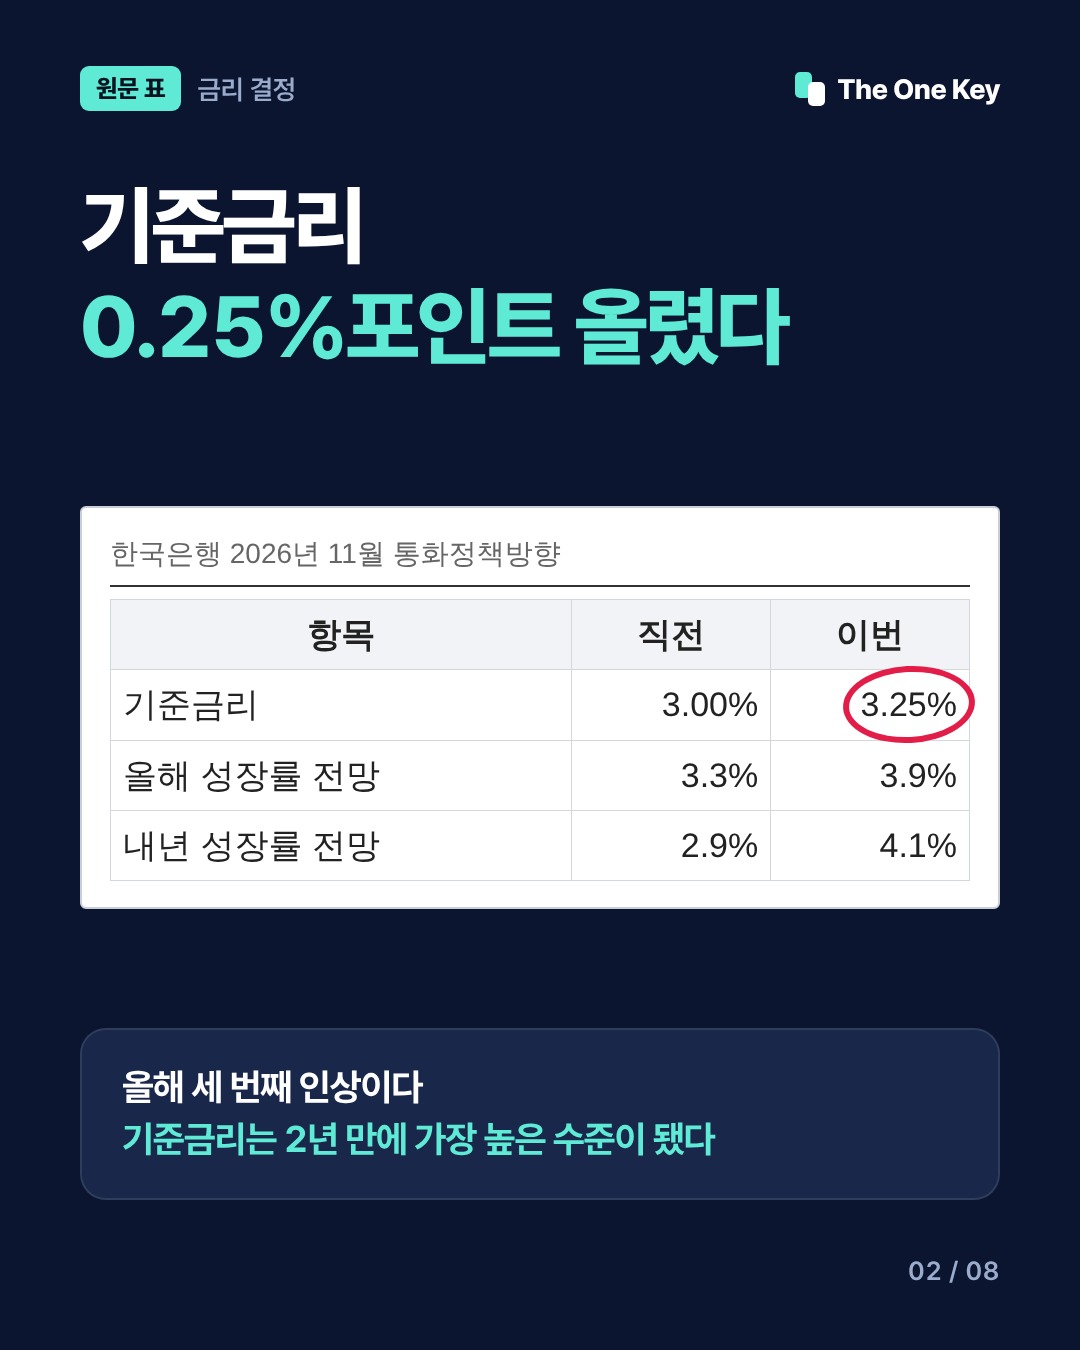 원문 표 금리 결정
The One Key
기준금리
0.25%포인트 올렸다
한국은행 2026년 11월 통화정책방향
항목 직전 이번
기준금리 3.00% 3.25%
올해 성장률 전망 3.3% 3.9%
내년 성장률 전망 2.9% 4.1%
올해 세 번째 인상이다
기준금리는 2년 만에 가장 높은 수준이 됐다
02 / 08